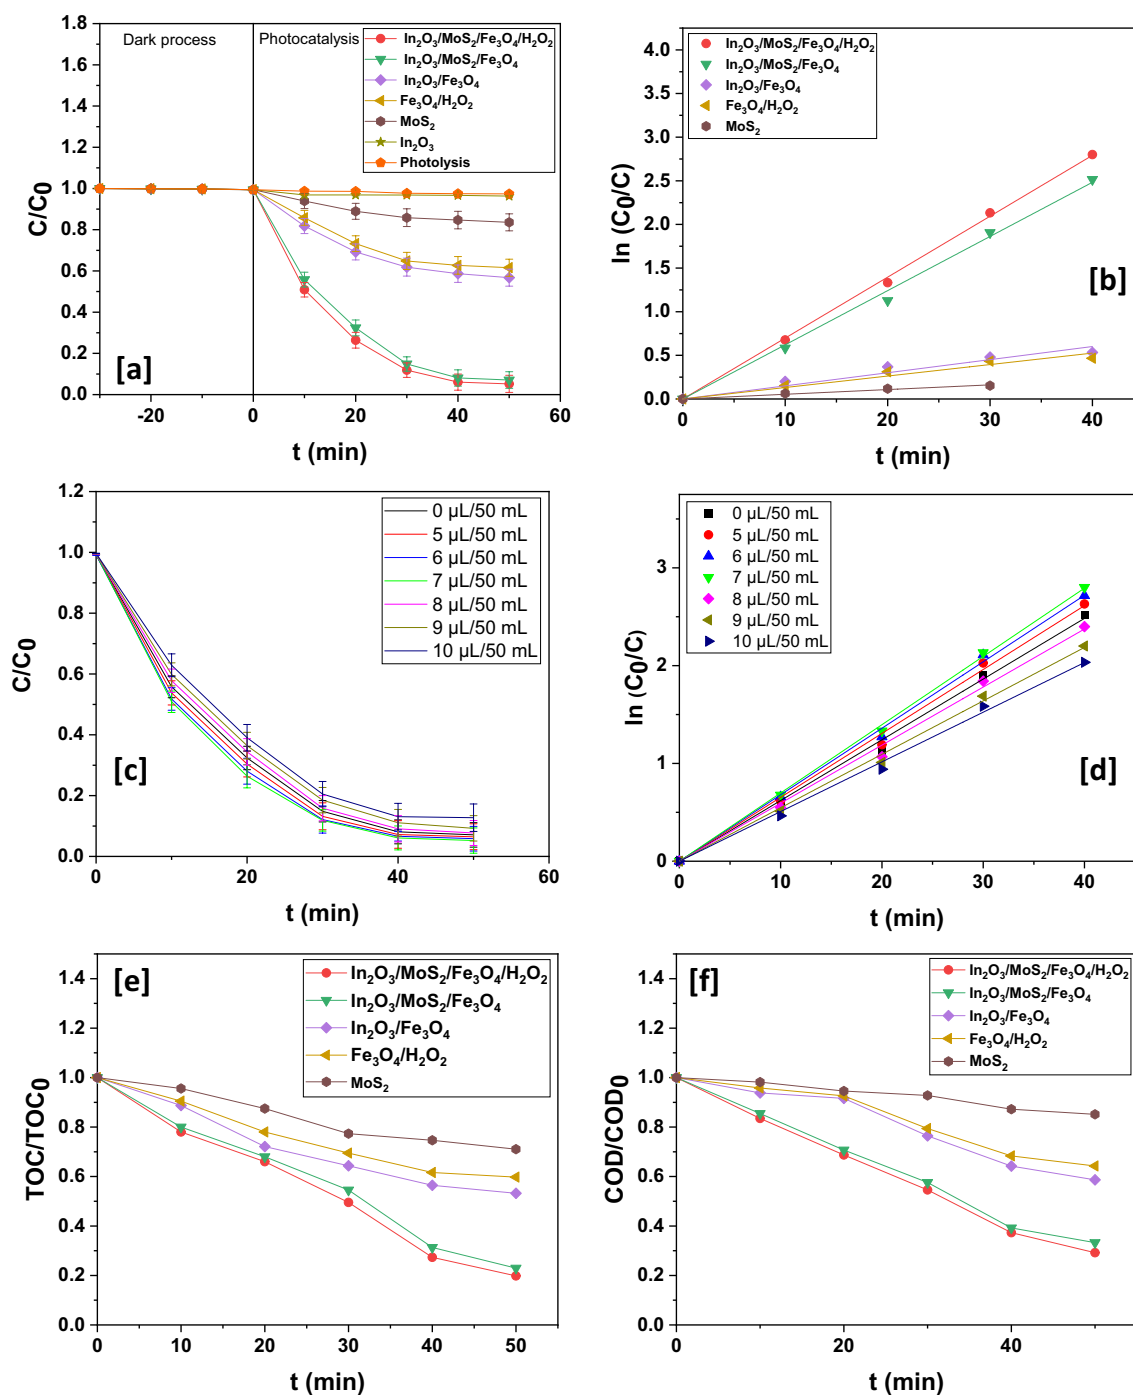 Dark process
Photocatalysis
In₂O₃/MoS₂/Fe₃O₄/H₂O₂
In₂O₃/MoS₂/Fe₃O₄
In₂O₃/Fe₃O₄
Fe₃O₄/H₂O₂
MoS₂
In₂O₃
Photolysis
1.8
1.6
1.4
1.2
1.0
0.8
0.6
0.4
0.2
0.0
C/C₀
[a]
-20 0 20 40 60
t (min)
In₂O₃/MoS₂/Fe₃O₄/H₂O₂
In₂O₃/MoS₂/Fe₃O₄
In₂O₃/Fe₃O₄
Fe₃O₄/H₂O₂
MoS₂
4.0
3.5
3.0
2.5
2.0
1.5
1.0
0.5
0.0
ln (C₀/C)
[b]
0 10 20 30 40
t (min)
0 µL/50 mL
5 µL/50 mL
6 µL/50 mL
7 µL/50 mL
8 µL/50 mL
9 µL/50 mL
10 µL/50 mL
1.2
1.0
0.8
0.6
0.4
0.2
0.0
C/C₀
[c]
0 20 40 60
t (min)
0 µL/50 mL
5 µL/50 mL
6 µL/50 mL
7 µL/50 mL
8 µL/50 mL
9 µL/50 mL
10 µL/50 mL
3
2
1
0
ln (C₀/C)
[d]
0 10 20 30 40
t (min)
[e]
In₂O₃/MoS₂/Fe₃O₄/H₂O₂
In₂O₃/MoS₂/Fe₃O₄
In₂O₃/Fe₃O₄
Fe₃O₄/H₂O₂
MoS₂
1.4
1.2
1.0
0.8
0.6
0.4
0.2
0.0
TOC/TOC₀
0 10 20 30 40 50
t (min)
[f]
In₂O₃/MoS₂/Fe₃O₄/H₂O₂
In₂O₃/MoS₂/Fe₃O₄
In₂O₃/Fe₃O₄
Fe₃O₄/H₂O₂
MoS₂
1.4
1.2
1.0
0.8
0.6
0.4
0.2
0.0
COD/COD₀
0 20 40
t (min)